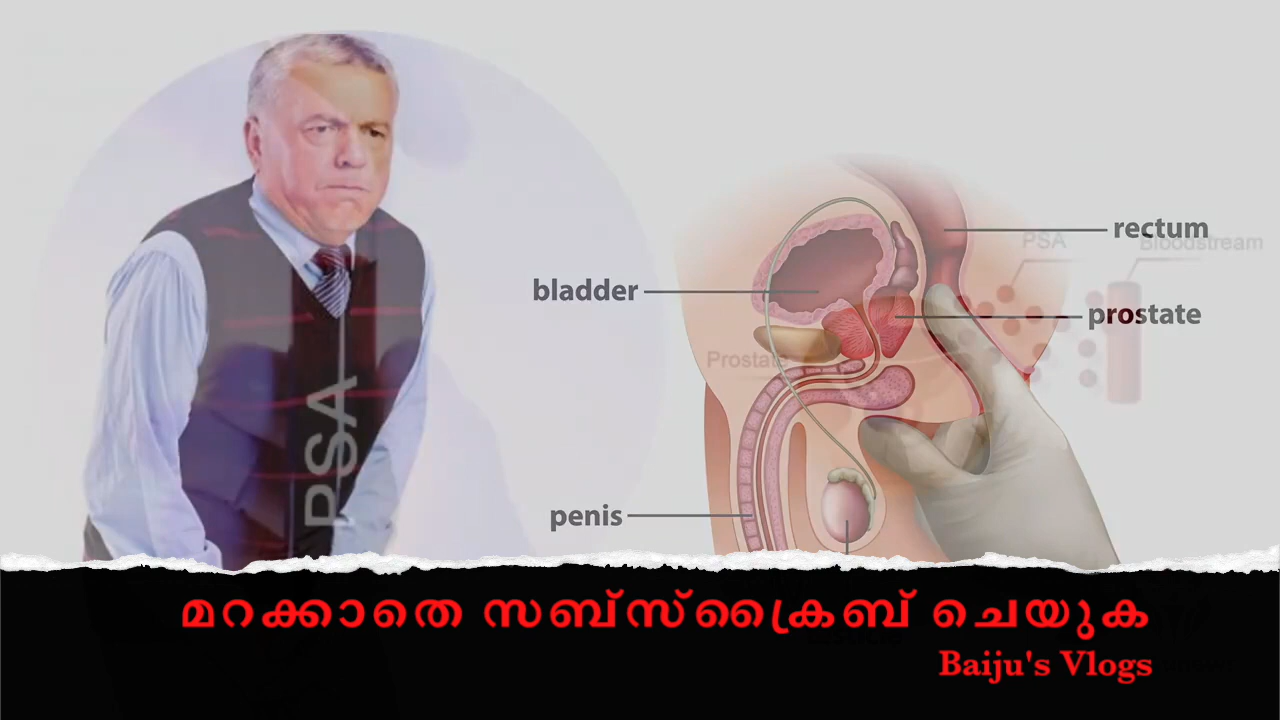 rectum
PSA
Bloodstream
bladder
prostate
Prostate
PSA
penis
മറക്കാതെ സബ്സ്ക്രൈബ് ചെയുക
Baiju's Vlogs